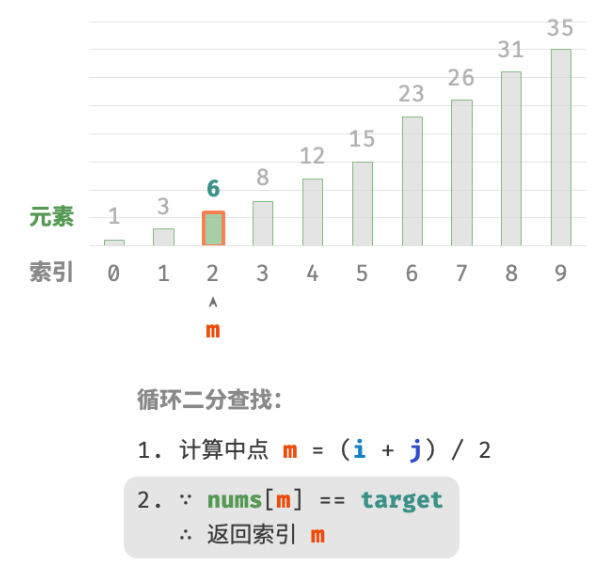 35
31
26
23
15
12
8
6
3
元素 1
索引 0 1 2 3 4 5 6 7 8 9
m
循环二分查找：
1. 计算中点 m = (i + j) / 2
2. ∵ nums[m] == target
∴ 返回索引 m